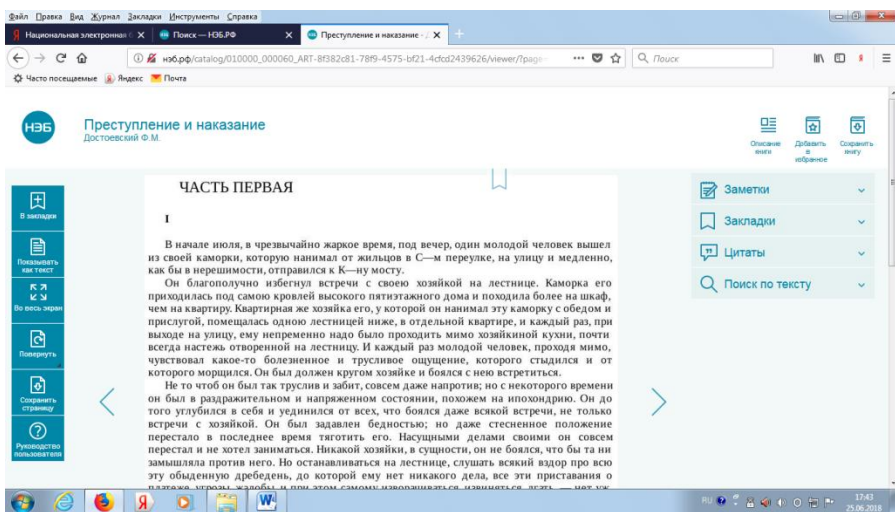 Файл Правка Вид Журнал Закладки Инструменты Справка
Национальная электронная б
Поиск — НЭБ.РФ
Преступление и наказание - Д
нэб.рф/catalog/010000_000060_ART-8f382c81-78f9-4575-bf21-4cfcd2439626/viewer/?page=
Поиск
Часто посещаемые Яндекс Почта
нэб
Преступление и наказание
Достоевский Ф.М.
Описание книги
Добавить в избранное
Сохранить книгу
В закладки
Показывать как текст
Во весь экран
Повернуть
Сохранить страницу
Руководство пользователя
ЧАСТЬ ПЕРВАЯ
I
В начале июля, в чрезвычайно жаркое время, под вечер, один молодой человек вышел
из своей каморки, которую нанимал от жильцов в С—м переулке, на улицу и медленно,
как бы в нерешимости, отправился к К—ну мосту.
Он благополучно избегнул встречи с своею хозяйкой на лестнице. Каморка его
приходилась под самою кровлей высокого пятиэтажного дома и походила более на шкаф,
чем на квартиру. Квартирная же хозяйка его, у которой он нанимал эту каморку с обедом и
прислугой, помещалась одною лестницей ниже, в отдельной квартире, и каждый раз, при
выходе на улицу, ему непременно надо было проходить мимо хозяйкиной кухни, почти
всегда настежь отворенной на лестницу. И каждый раз молодой человек, проходя мимо,
чувствовал какое-то болезненное и трусливое ощущение, которого стыдился и от
которого морщился. Он был должен кругом хозяйке и боялся с нею встретиться.
Не то чтоб он был так труслив и забит, совсем даже напротив; но с некоторого времени
он был в раздражительном и напряженном состоянии, похожем на ипохондрию. Он до
того углубился в себя и уединился от всех, что боялся даже всякой встречи, не только
встречи с хозяйкой. Он был задавлен бедностью; но даже стесненное положение
перестало в последнее время тяготить его. Насущными делами своими он совсем
перестал и не хотел заниматься. Никакой хозяйки, в сущности, он не боялся, что бы та ни
замышляла против него. Но останавливаться на лестнице, слушать всякий вздор про всю
эту обыденную дребедень, до которой ему нет никакого дела, все эти приставания о
платеже, угрозы, жалобы, и при этом самому изворачиваться, извиняться, лгать, — нет уж,
Заметки
Закладки
Цитаты
Поиск по тексту
RU
17:43
25.06.2018